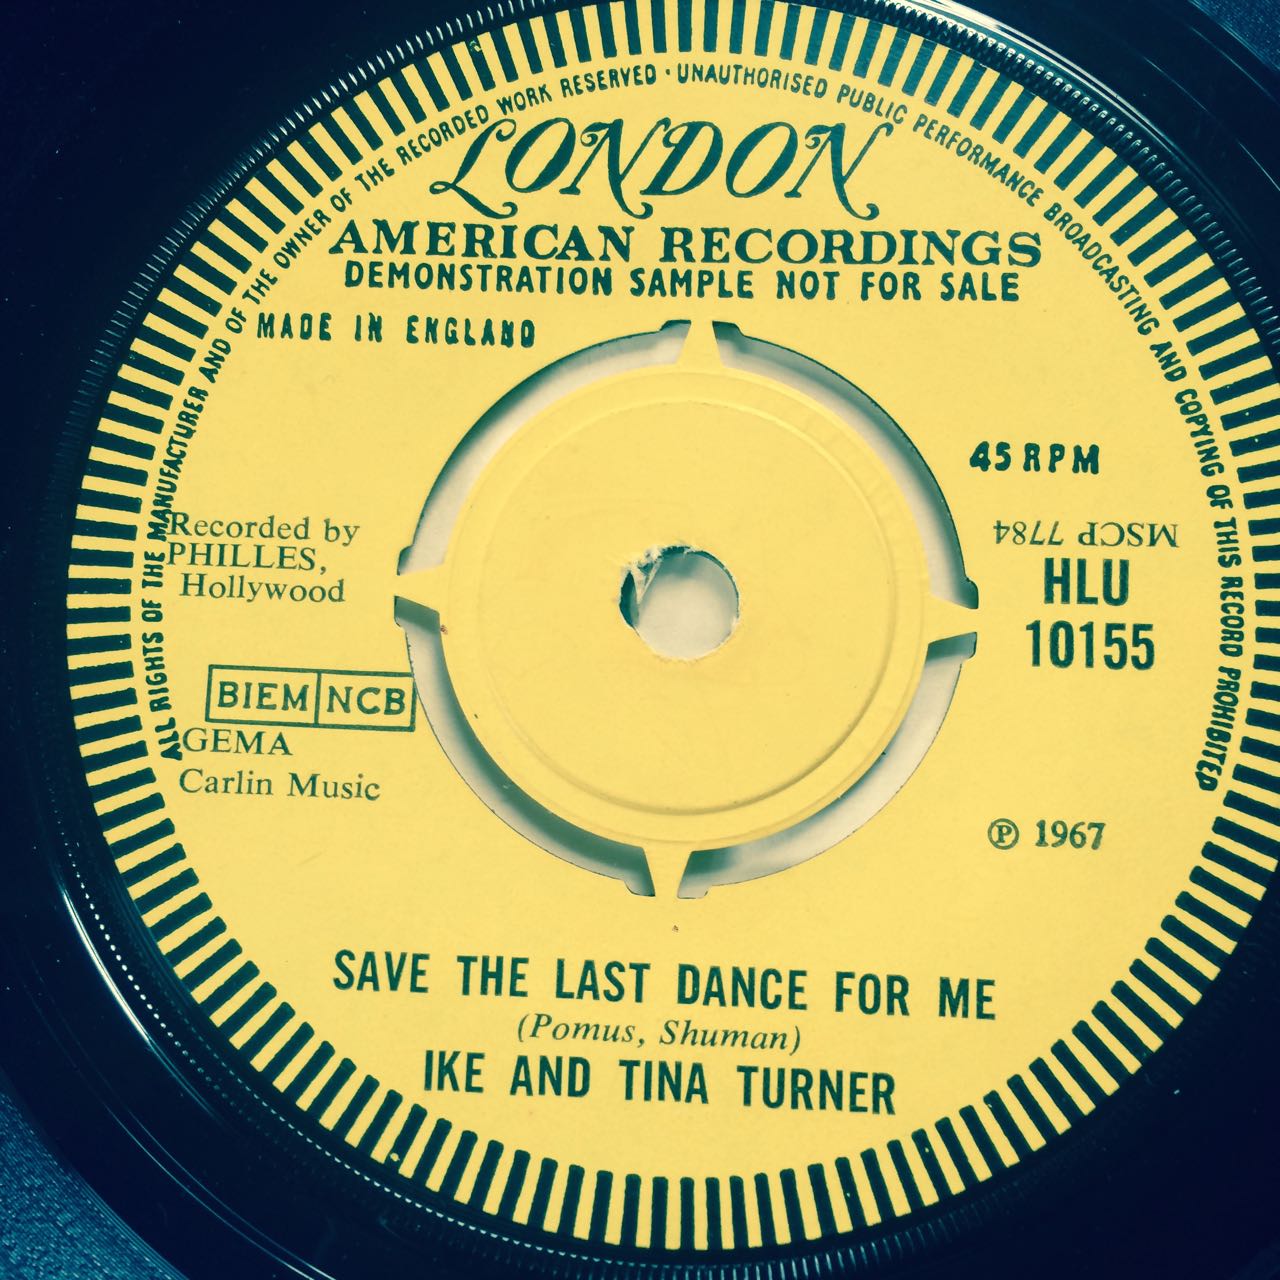 ALL RIGHTS OF THE MANUFACTURER AND OF THE OWNER OF THE RECORDED WORK RESERVED · UNAUTHORISED PUBLIC PERFORMANCE BROADCASTING AND COPYING OF THIS RECORD PROHIBITED
LONDON
AMERICAN RECORDINGS
DEMONSTRATION SAMPLE NOT FOR SALE
MADE IN ENGLAND
45 RPM
Recorded by
PHILLES,
Hollywood
MSCP 7784
HLU
10155
BIEM NCB
GEMA
Carlin Music
℗ 1967
SAVE THE LAST DANCE FOR ME
(Pomus, Shuman)
IKE AND TINA TURNER